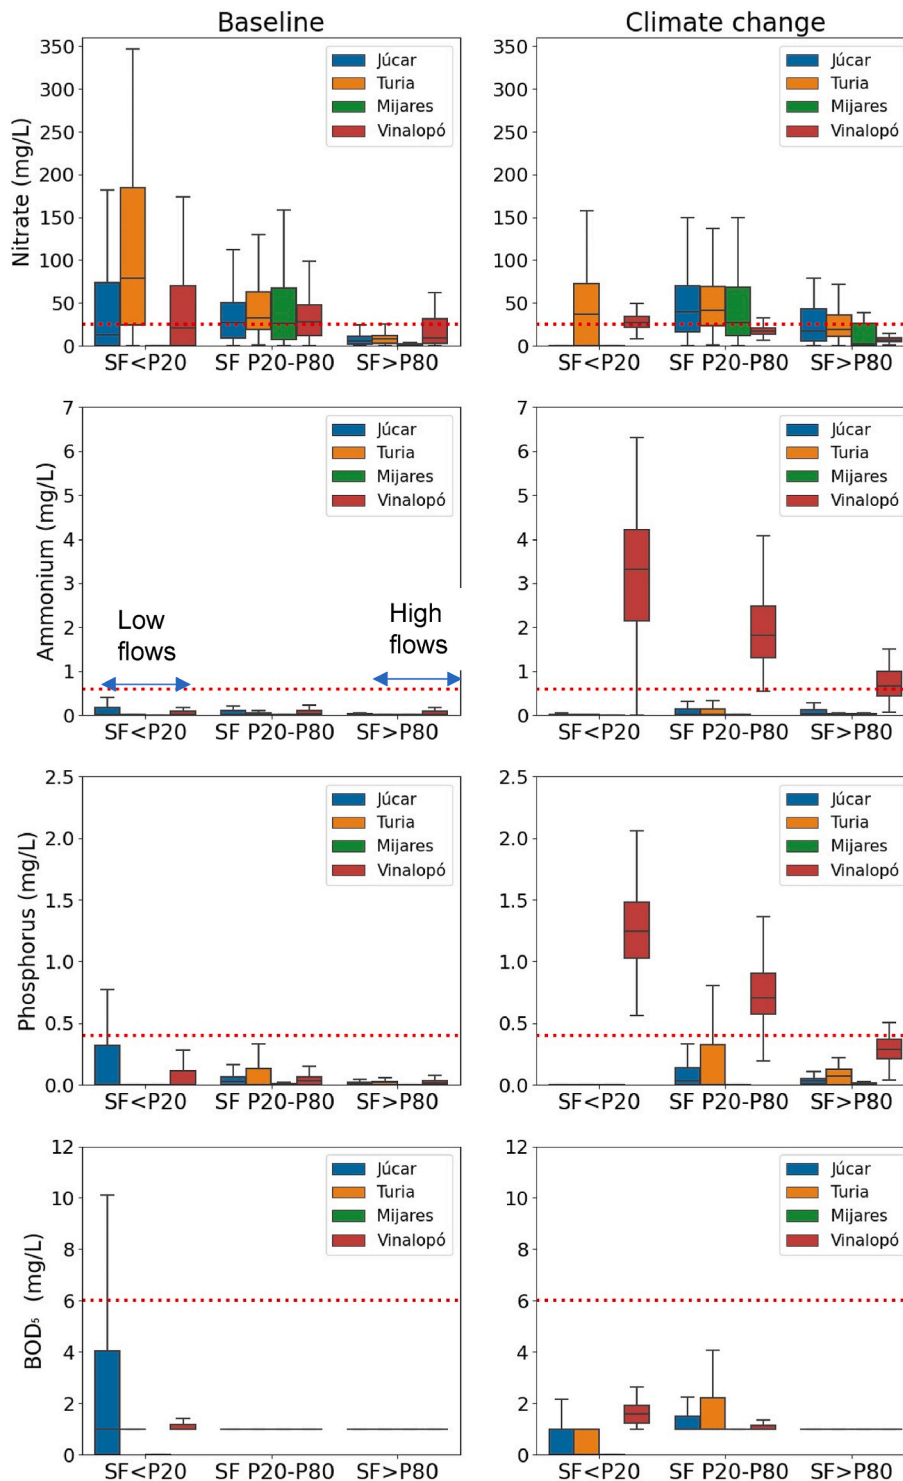 Baseline
Climate change
Nitrate (mg/L)
350
300
250
200
150
100
50
0
Júcar
Turia
Mijares
Vinalopó
SF<P20
SF P20-P80
SF>P80
350
300
250
200
150
100
50
0
Júcar
Turia
Mijares
Vinalopó
SF<P20
SF P20-P80
SF>P80
Ammonium (mg/L)
7
6
5
4
3
2
1
0
Júcar
Turia
Mijares
Vinalopó
Low
flows
High
flows
SF<P20
SF P20-P80
SF>P80
7
6
5
4
3
2
1
0
Júcar
Turia
Mijares
Vinalopó
SF<P20
SF P20-P80
SF>P80
Phosphorus (mg/L)
2.5
2.0
1.5
1.0
0.5
0.0
Júcar
Turia
Mijares
Vinalopó
SF<P20
SF P20-P80
SF>P80
2.5
2.0
1.5
1.0
0.5
0.0
Júcar
Turia
Mijares
Vinalopó
SF<P20
SF P20-P80
SF>P80
BOD₅ (mg/L)
12
10
8
6
4
2
0
Júcar
Turia
Mijares
Vinalopó
SF<P20
SF P20-P80
SF>P80
12
10
8
6
4
2
0
Júcar
Turia
Mijares
Vinalopó
SF<P20
SF P20-P80
SF>P80